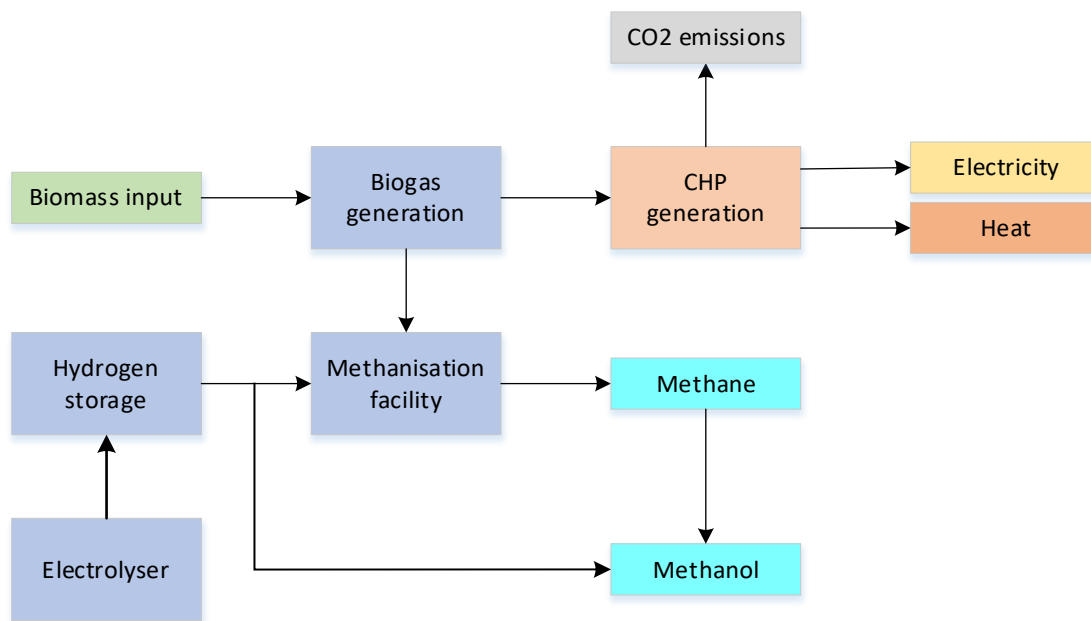 CO2 emissions
Biomass input
Biogas
generation
CHP
generation
Electricity
Heat
Hydrogen
storage
Methanisation
facility
Methane
Electrolyser
Methanol